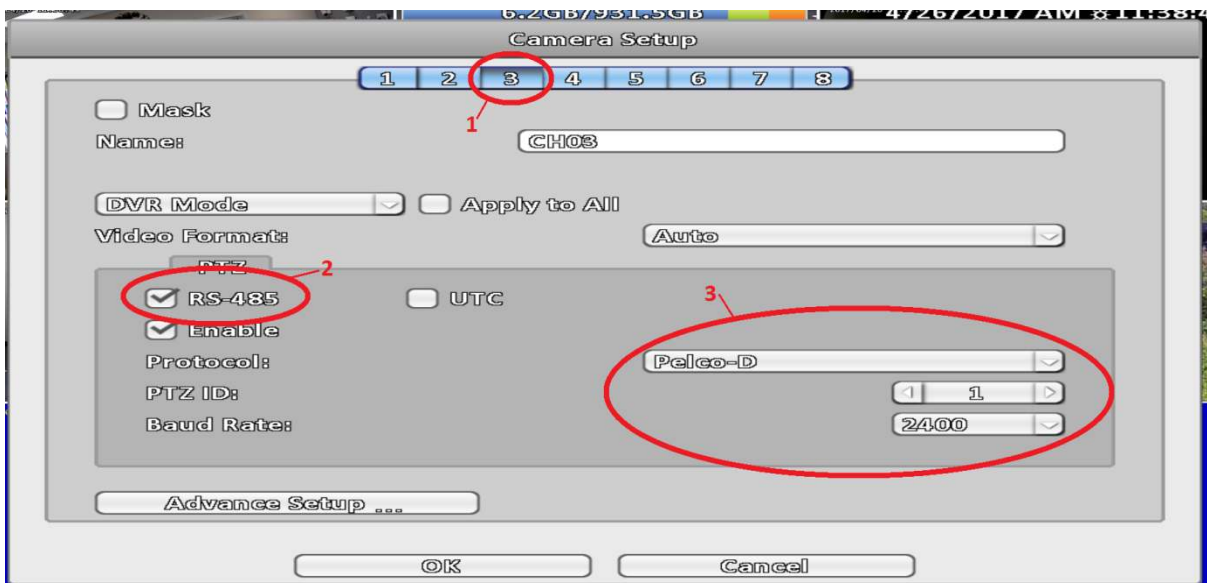 6.2GB/931.5GB
4/26/2017 AM 11:38:4
Camera Setup
1 2 3 4 5 6 7 8
1
Mask
Name: CH03
DVR Mode Apply to All
Video Format: Auto
PTZ
2
RS-485 UTC
3
Enable
Protocol: Pelco-D
PTZ ID: 1
Baud Rate: 2400
Advance Setup ...
OK Cancel